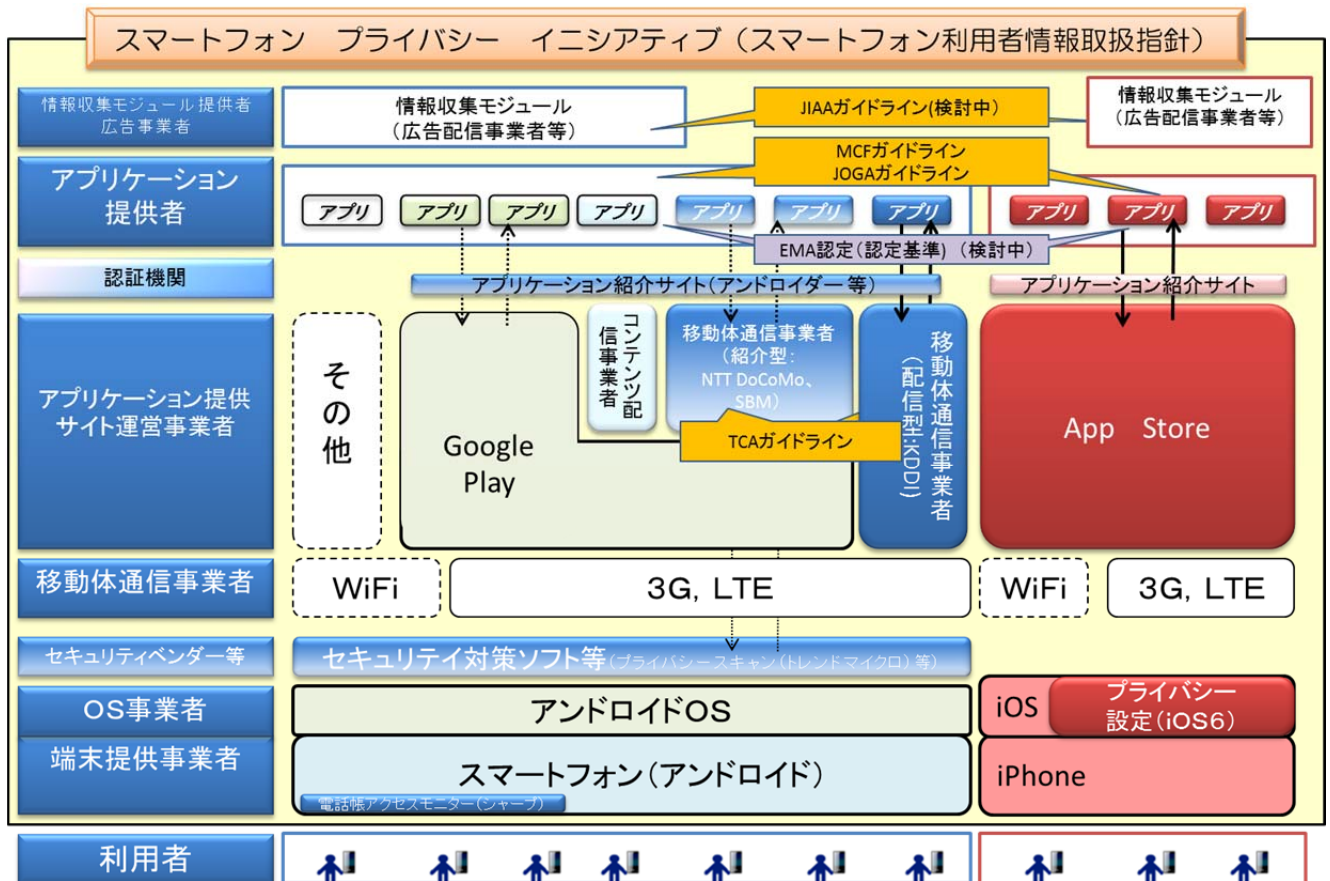 スマートフォン　プライバシー　イニシアティブ（スマートフォン利用者情報取扱指針）
情報収集モジュール提供者
広告事業者
情報収集モジュール
（広告配信事業者等）
JIAAガイドライン(検討中）
情報収集モジュール
（広告配信事業者等）
アプリケーション
提供者
MCFガイドライン
JOGAガイドライン
アプリ アプリ アプリ アプリ アプリ アプリ アプリ アプリ アプリ アプリ
EMA認定（認定基準）（検討中）
認証機関
アプリケーション紹介サイト（アンドロイダー等）
アプリケーション紹介サイト
アプリケーション提供
サイト運営事業者
その他
Google
Play
コンテンツ配
信事業者
移動体通信事業者
（紹介型：
NTT DoCoMo、
SBM）
TCAガイドライン
移動体通信事業者
（配信型:KDDI）
App　Store
移動体通信事業者
WiFi
3G, LTE
WiFi
3G, LTE
セキュリティベンダー等
セキュリテイ対策ソフト等（プライバシースキャン（トレンドマイクロ）等）
OS事業者
アンドロイドOS
iOS
プライバシー
設定（iOS6）
端末提供事業者
スマートフォン（アンドロイド）
電話帳アクセスモニター（シャープ）
iPhone
利用者